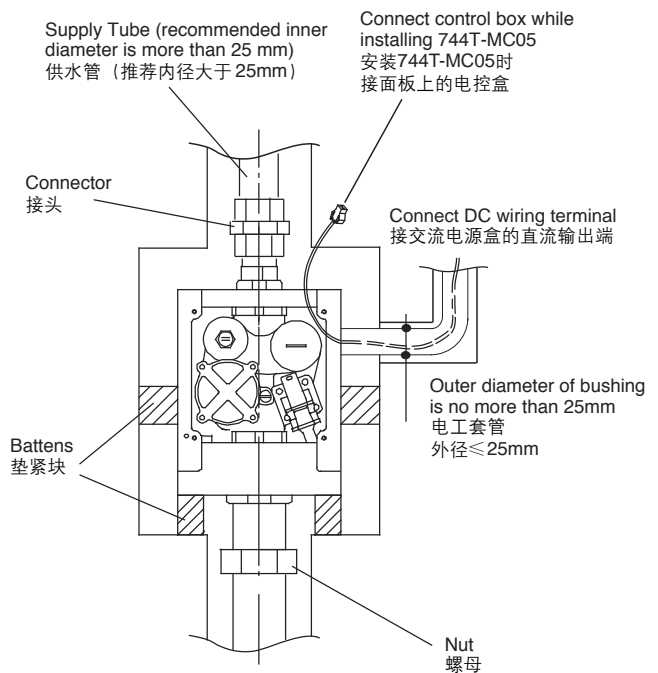 Supply Tube (recommended inner
diameter is more than 25 mm)
供水管（推荐内径大于25mm）
Connect control box while
installing 744T-MC05
安装744T-MC05时
接面板上的电控盒
Connector
接头
Connect DC wiring terminal
接交流电源盒的直流输出端
Outer diameter of bushing
is no more than 25mm
电工套管
外径≤25mm
Battens
垫紧块
Nut
螺母